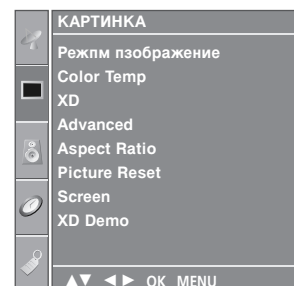 КАРТИНКА
Режпм пзображение
Color Temp
XD
Advanced
Aspect Ratio
Picture Reset
Screen
XD Demo
▲▼ ◄► OK MENU